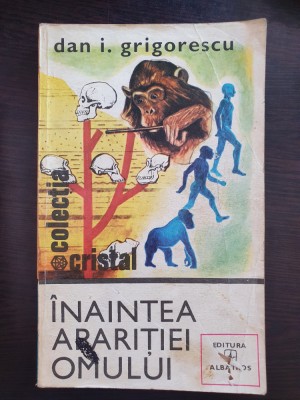 dan i. grigorescu
colecția
cristal
ÎNAINTEA
APARIȚIEI
OMULUI
EDITURA
ALBATROS